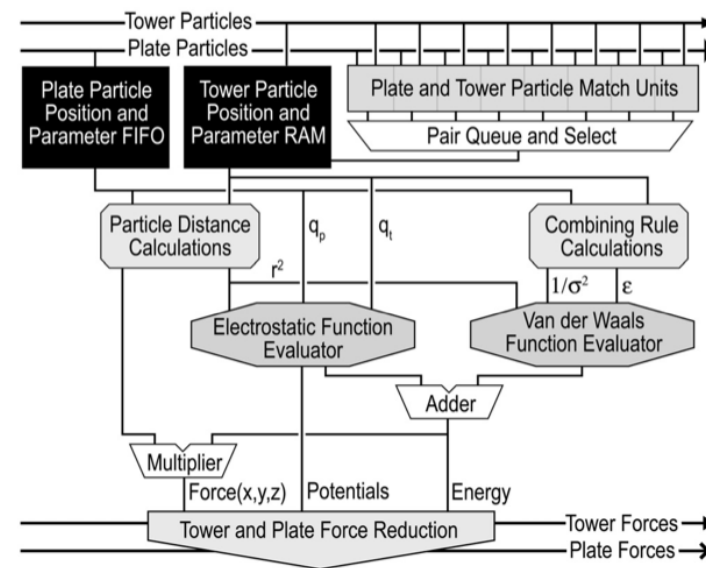 Tower Particles
Plate Particles
Plate Particle
Position and
Parameter FIFO
Tower Particle
Position and
Parameter RAM
Plate and Tower Particle Match Units
Pair Queue and Select
Particle Distance
Calculations
qₚ
qₜ
Combining Rule
Calculations
r²
1/σ²
ε
Electrostatic Function
Evaluator
Van der Waals
Function Evaluator
Adder
Multiplier
Force(x,y,z)
Potentials
Energy
Tower and Plate Force Reduction
Tower Forces
Plate Forces